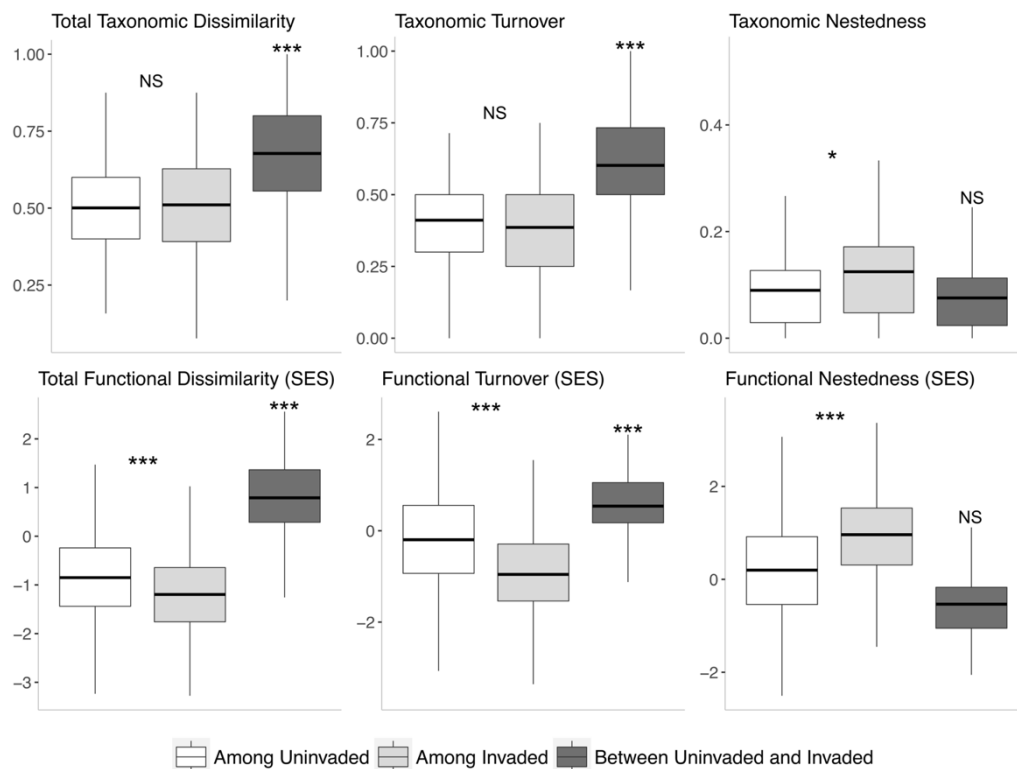 Total Taxonomic Dissimilarity
1.00
0.75
0.50
0.25
NS
***
Taxonomic Turnover
1.00
0.75
0.50
0.25
0.00
NS
***
Taxonomic Nestedness
0.4
0.2
0.0
*
NS
Total Functional Dissimilarity (SES)
2
1
0
−1
−2
−3
***
***
Functional Turnover (SES)
2
0
−2
***
***
Functional Nestedness (SES)
2
0
−2
***
NS
Among Uninvaded
Among Invaded
Between Uninvaded and Invaded